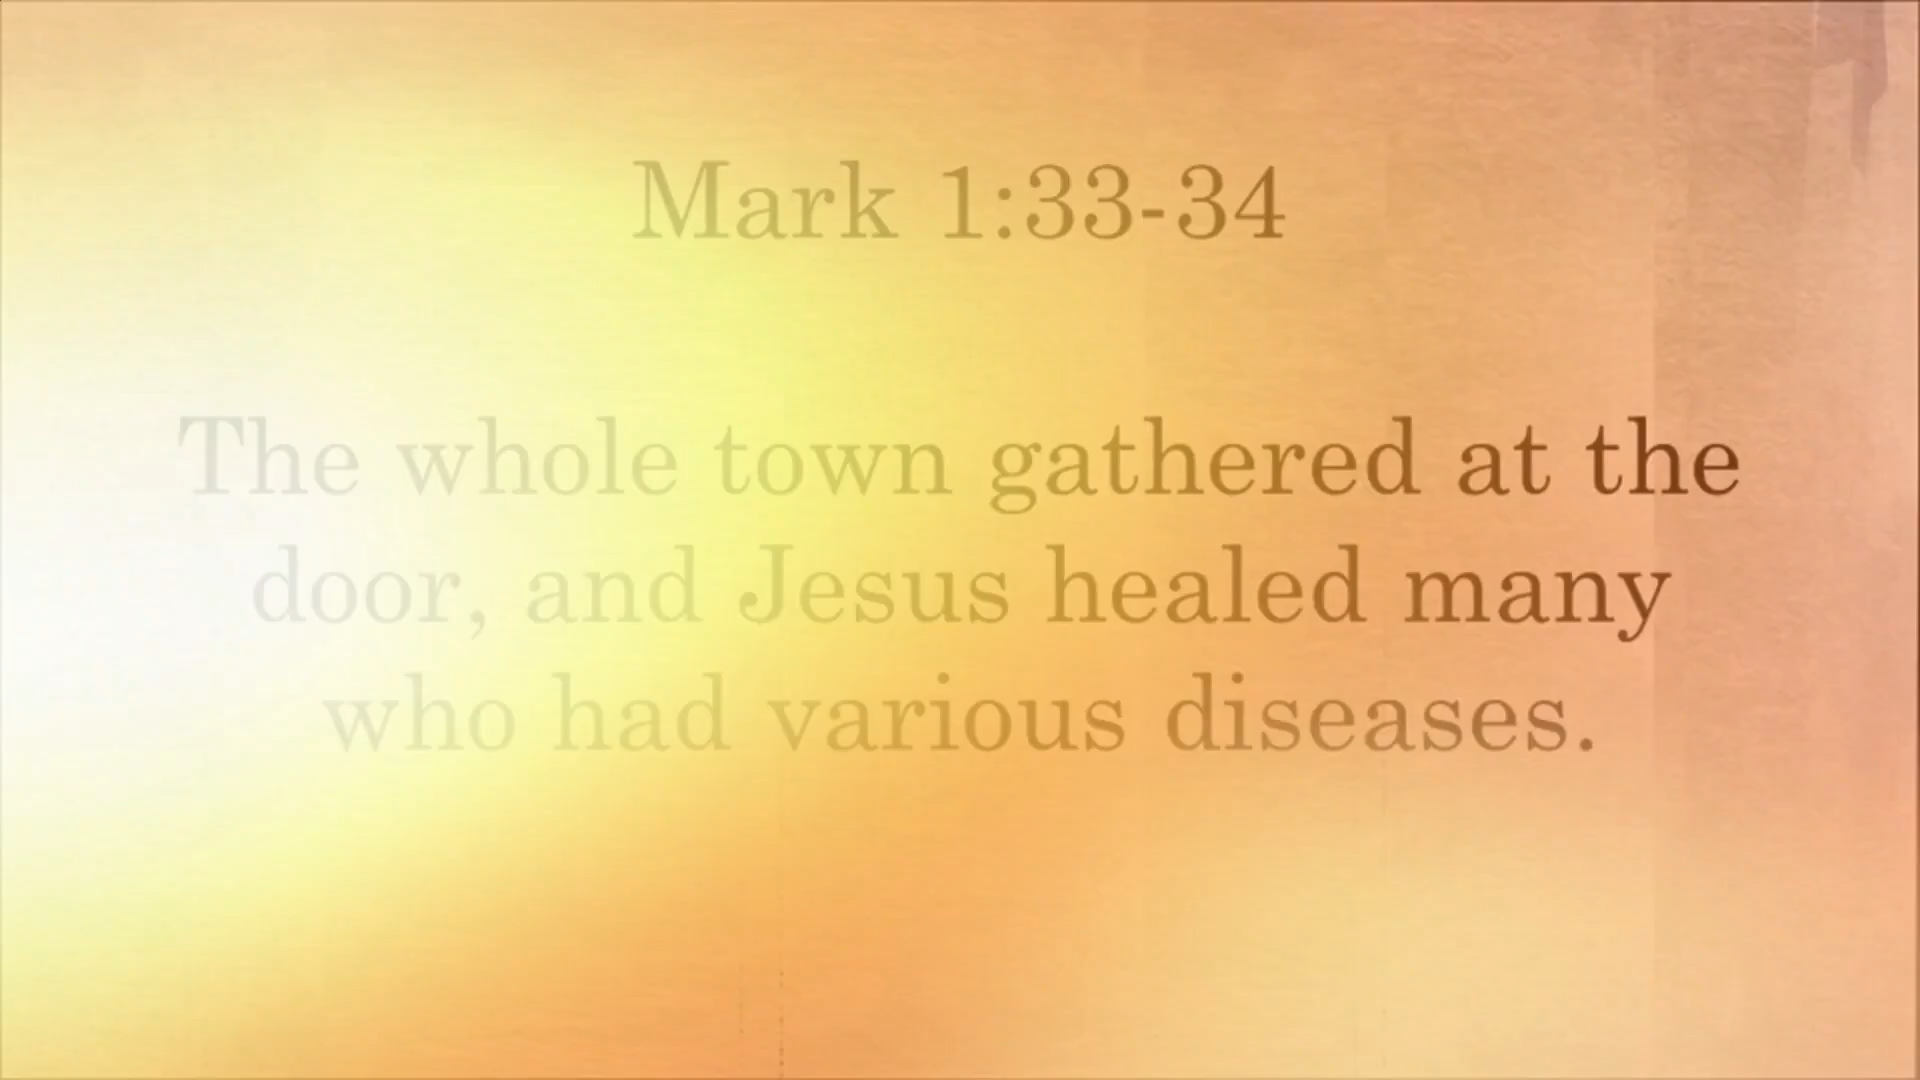 Mark 1:33-34
The whole town gathered at the
door, and Jesus healed many
who had various diseases.